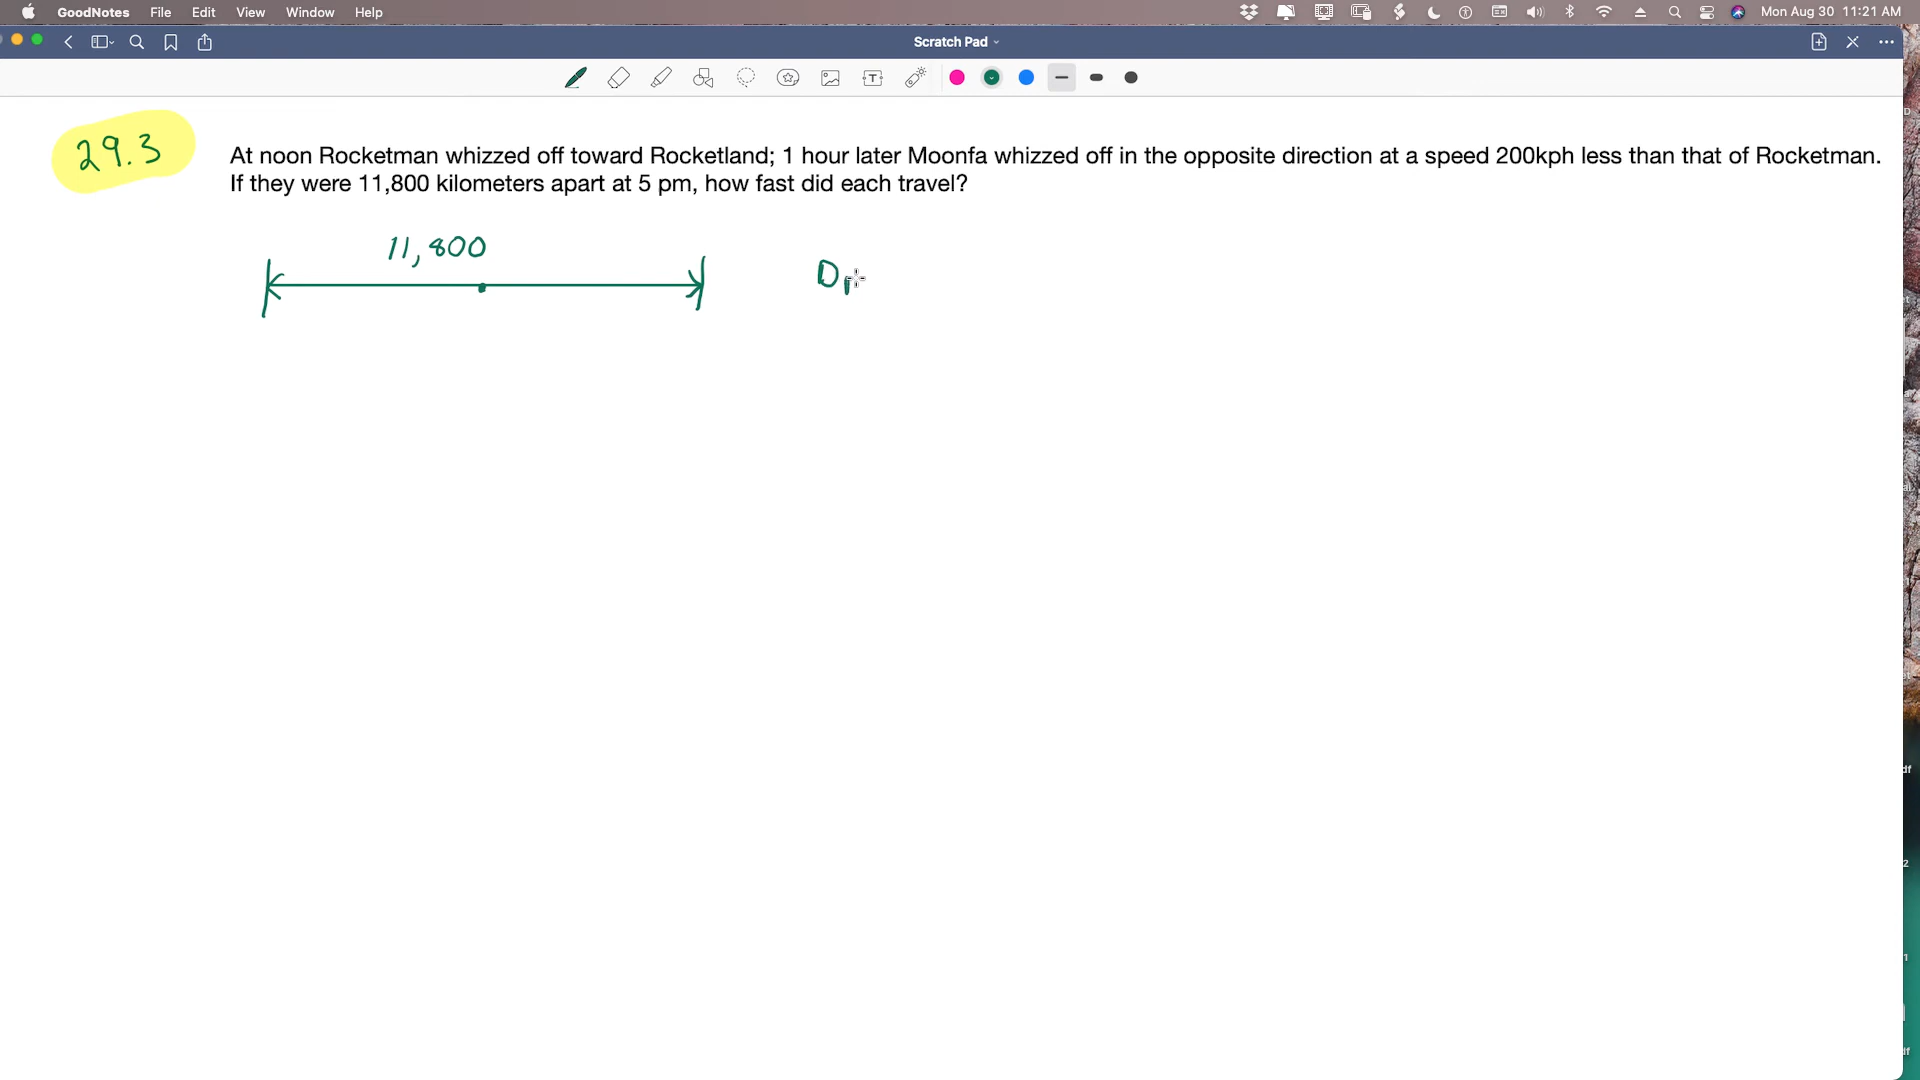 GoodNotes File Edit View Window Help Mon Aug 30 11:21 AM
Scratch Pad
29.3
At noon Rocketman whizzed off toward Rocketland; 1 hour later Moonfa whizzed off in the opposite direction at a speed 200kph less than that of Rocketman.
If they were 11,800 kilometers apart at 5 pm, how fast did each travel?
11,800
D